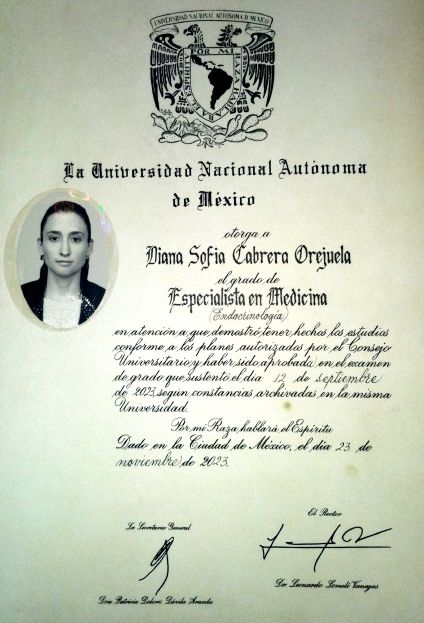 UNIVERSIDAD NACIONAL AUTONOMA DE MEXICO
POR MI RAZA HABLARA EL ESPIRITU
La Universidad Nacional Autónoma
de México
otorga a
Diana Sofia Cabrera Orejuela
el grado de
Especialista en Medicina
(Endocrinología)
en atención a que demostró tener hechos los estudios
conforme a los planes autorizados por el Consejo
Universitario y haber sido aprobada en el examen
de grado que sustentó el día 12 de septiembre
de 2023, según constancias archivadas en la misma
Universidad.
Por mi Raza hablará el Espíritu
Dado en la Ciudad de México, el día 23 de
noviembre de 2023.
La Secretaria General
El Rector
Dra. Patricia Dolores Dávila Aranda
Dr. Leonardo Lomelí Vanegas